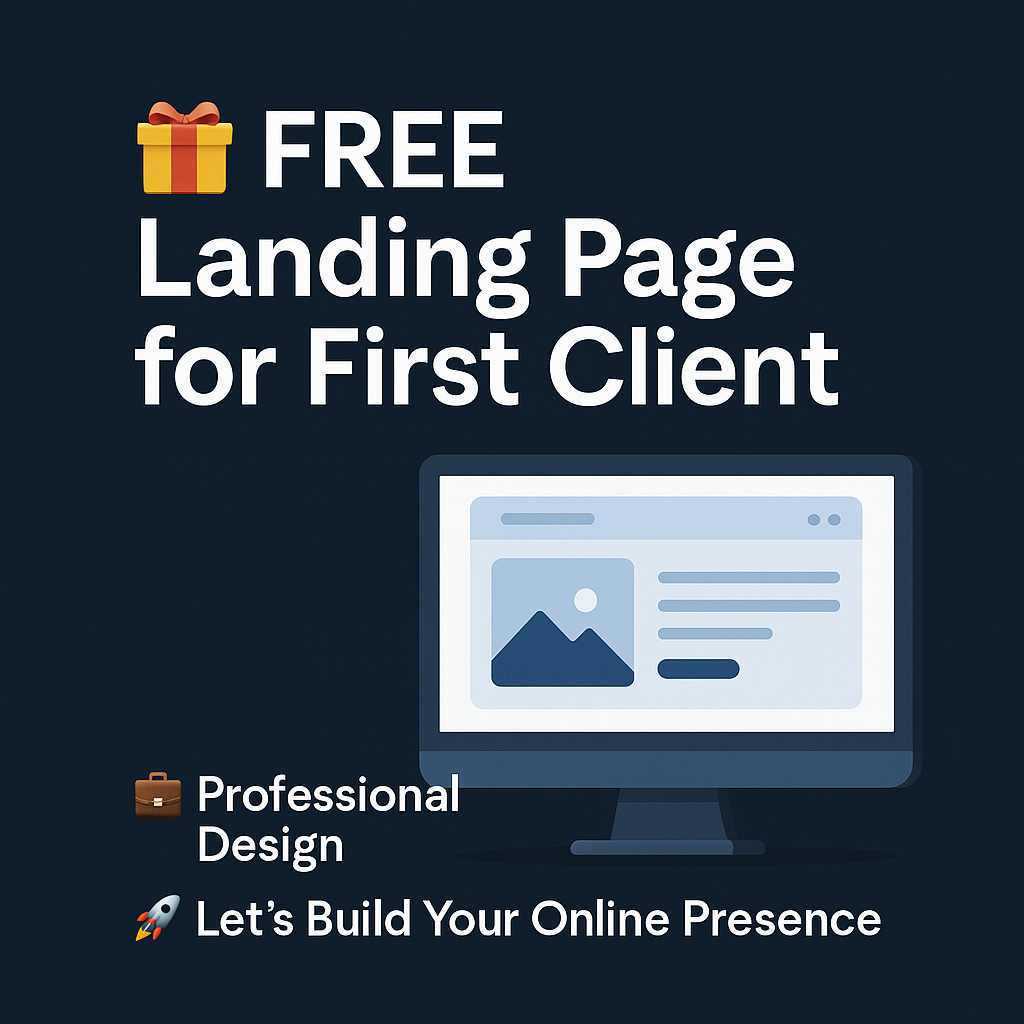 🎁 FREE
Landing Page
for First Client
💼 Professional
Design
🚀 Let’s Build Your Online Presence